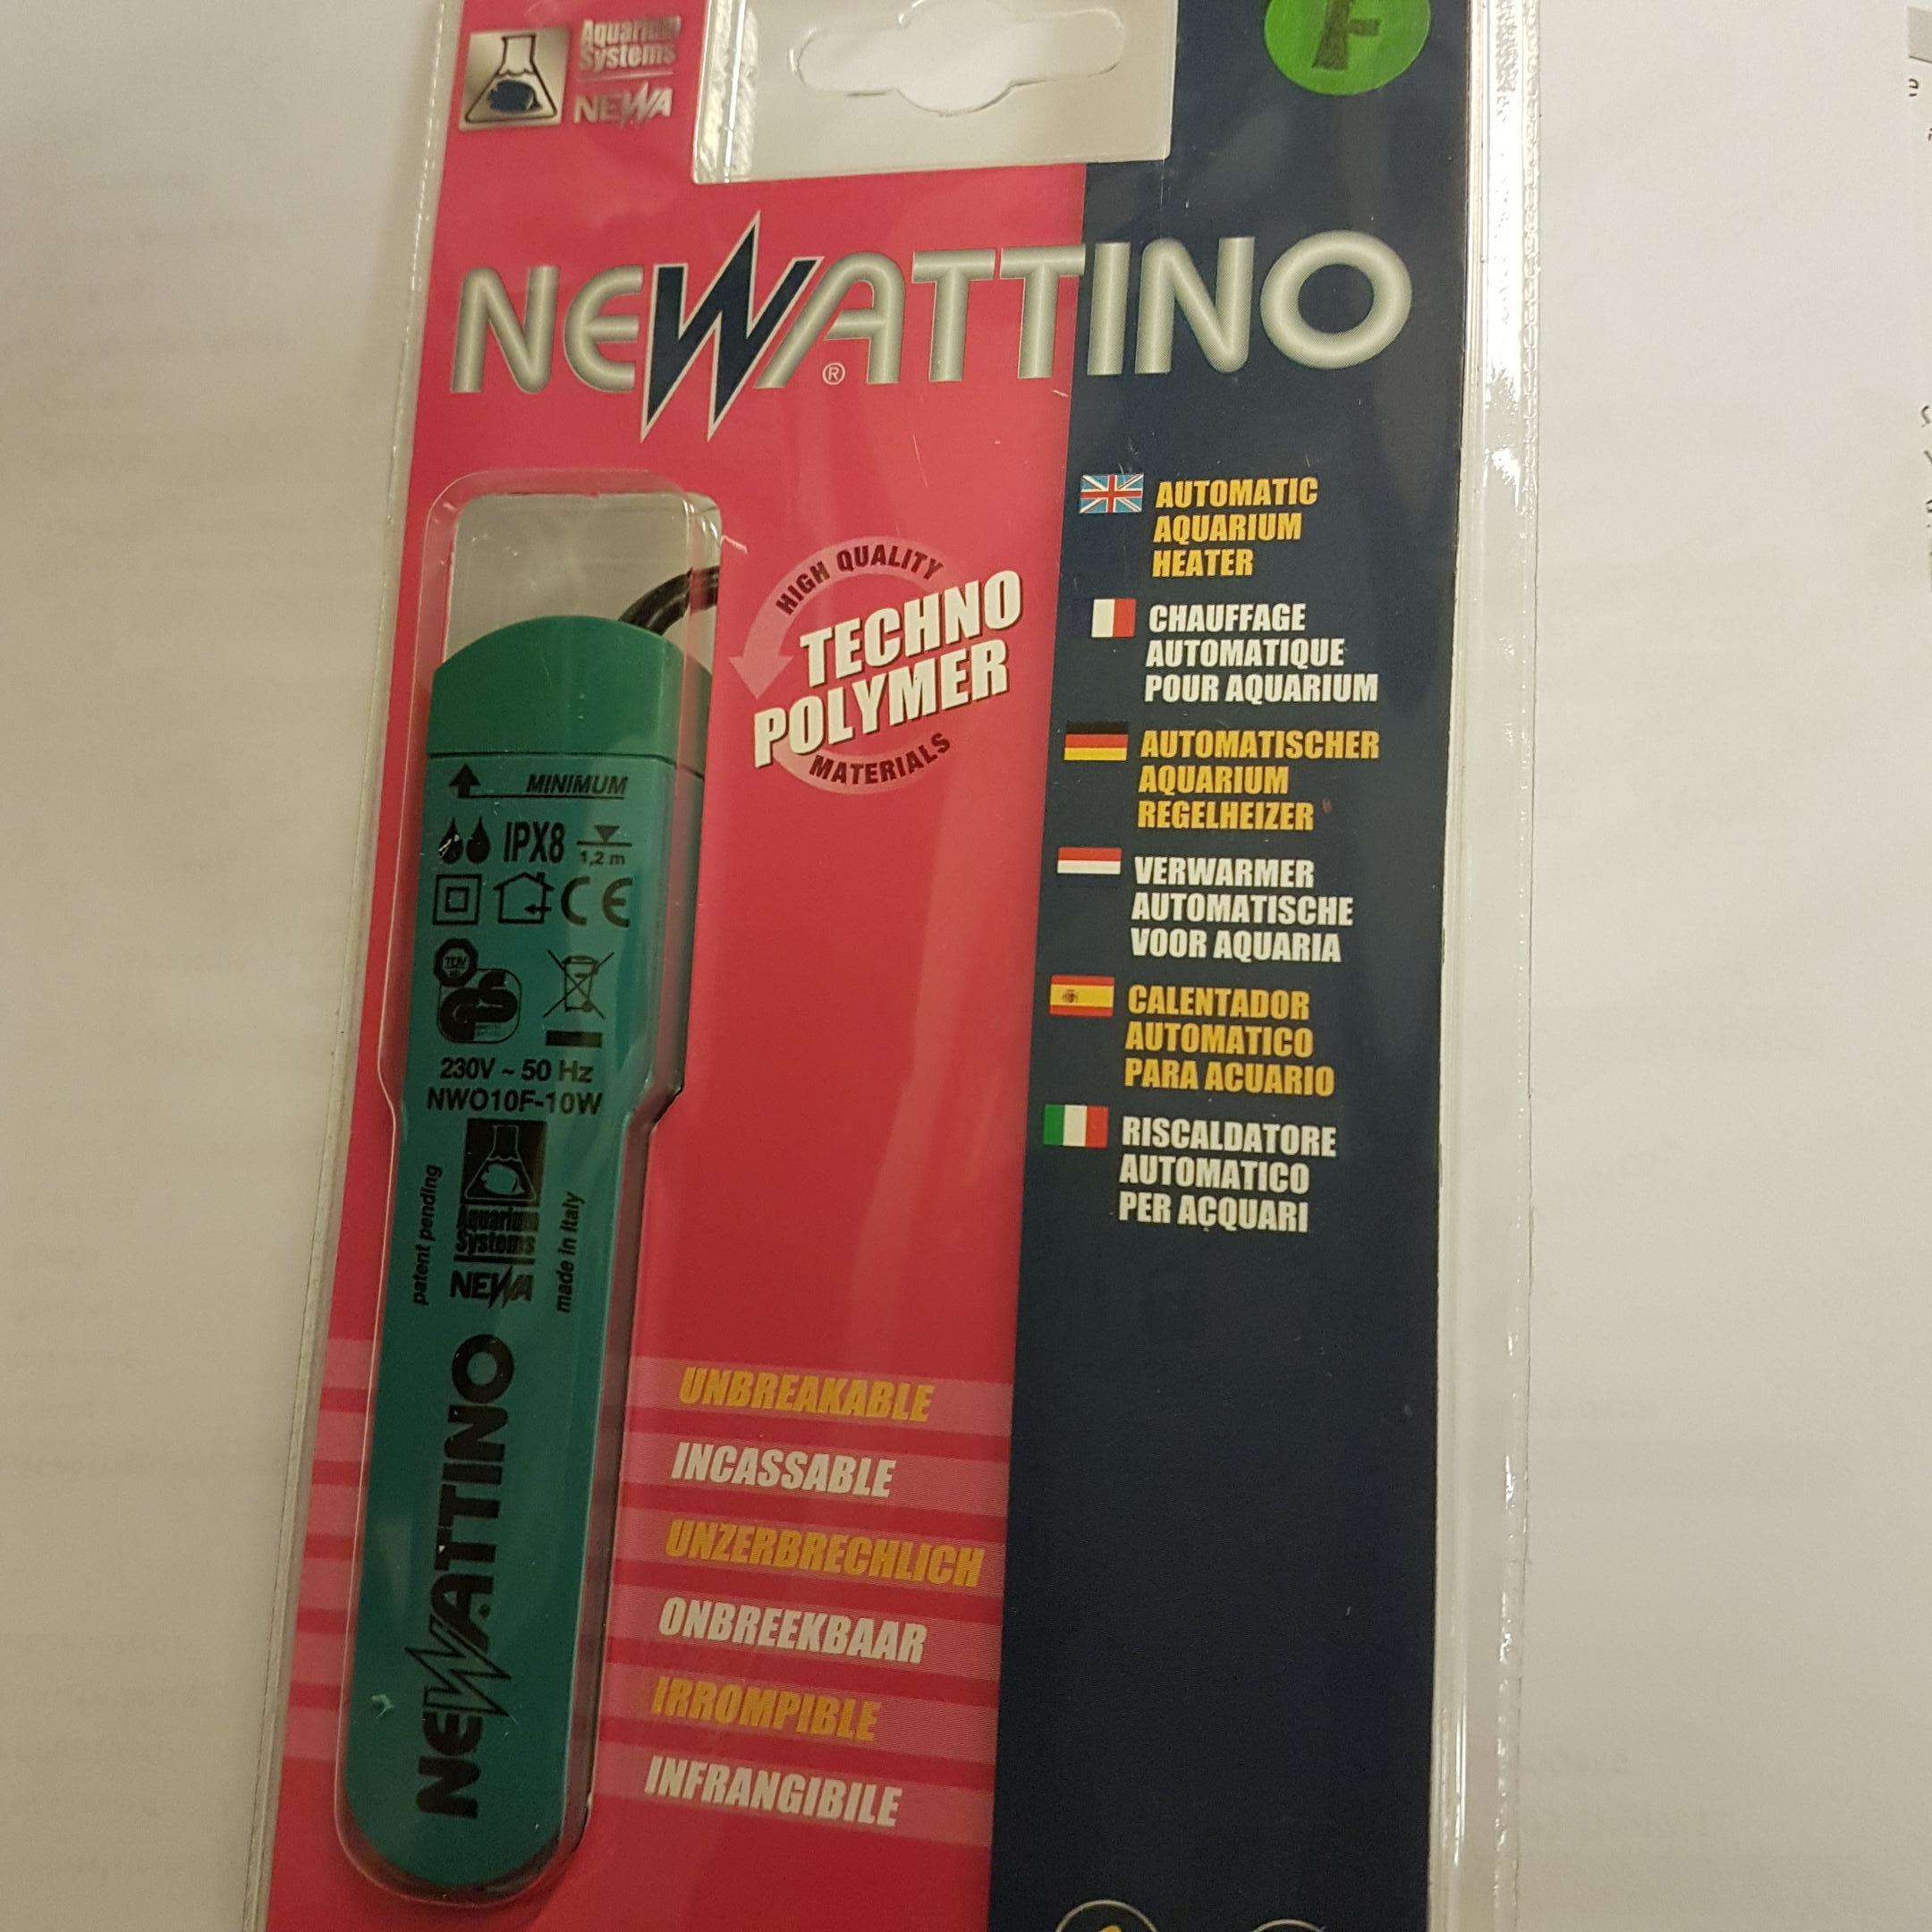 Aquarium
Systems
NEWA
F
NEWATTINO
®
HIGH QUALITY
TECHNO
POLYMER
MATERIALS
AUTOMATIC
AQUARIUM
HEATER
CHAUFFAGE
AUTOMATIQUE
POUR AQUARIUM
AUTOMATISCHER
AQUARIUM
REGELHEIZER
VERWARMER
AUTOMATISCHE
VOOR AQUARIA
CALENTADOR
AUTOMATICO
PARA ACUARIO
RISCALDATORE
AUTOMATICO
PER ACQUARI
MINIMUM
IPX8
1,2 m
CE
TÜV
GS
230V ~ 50 Hz
NWO10F-10W
patent pending
Aquarium
Systems
NEWA
made in Italy
NEWATTINO
UNBREAKABLE
INCASSABLE
UNZERBRECHLICH
ONBREEKBAAR
IRROMPIBLE
INFRANGIBILE